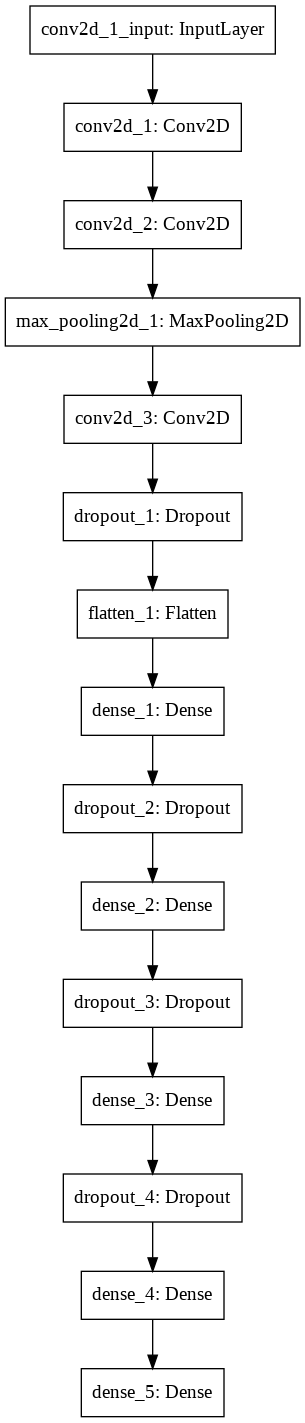 conv2d_1_input: InputLayer
conv2d_1: Conv2D
conv2d_2: Conv2D
max_pooling2d_1: MaxPooling2D
conv2d_3: Conv2D
dropout_1: Dropout
flatten_1: Flatten
dense_1: Dense
dropout_2: Dropout
dense_2: Dense
dropout_3: Dropout
dense_3: Dense
dropout_4: Dropout
dense_4: Dense
dense_5: Dense